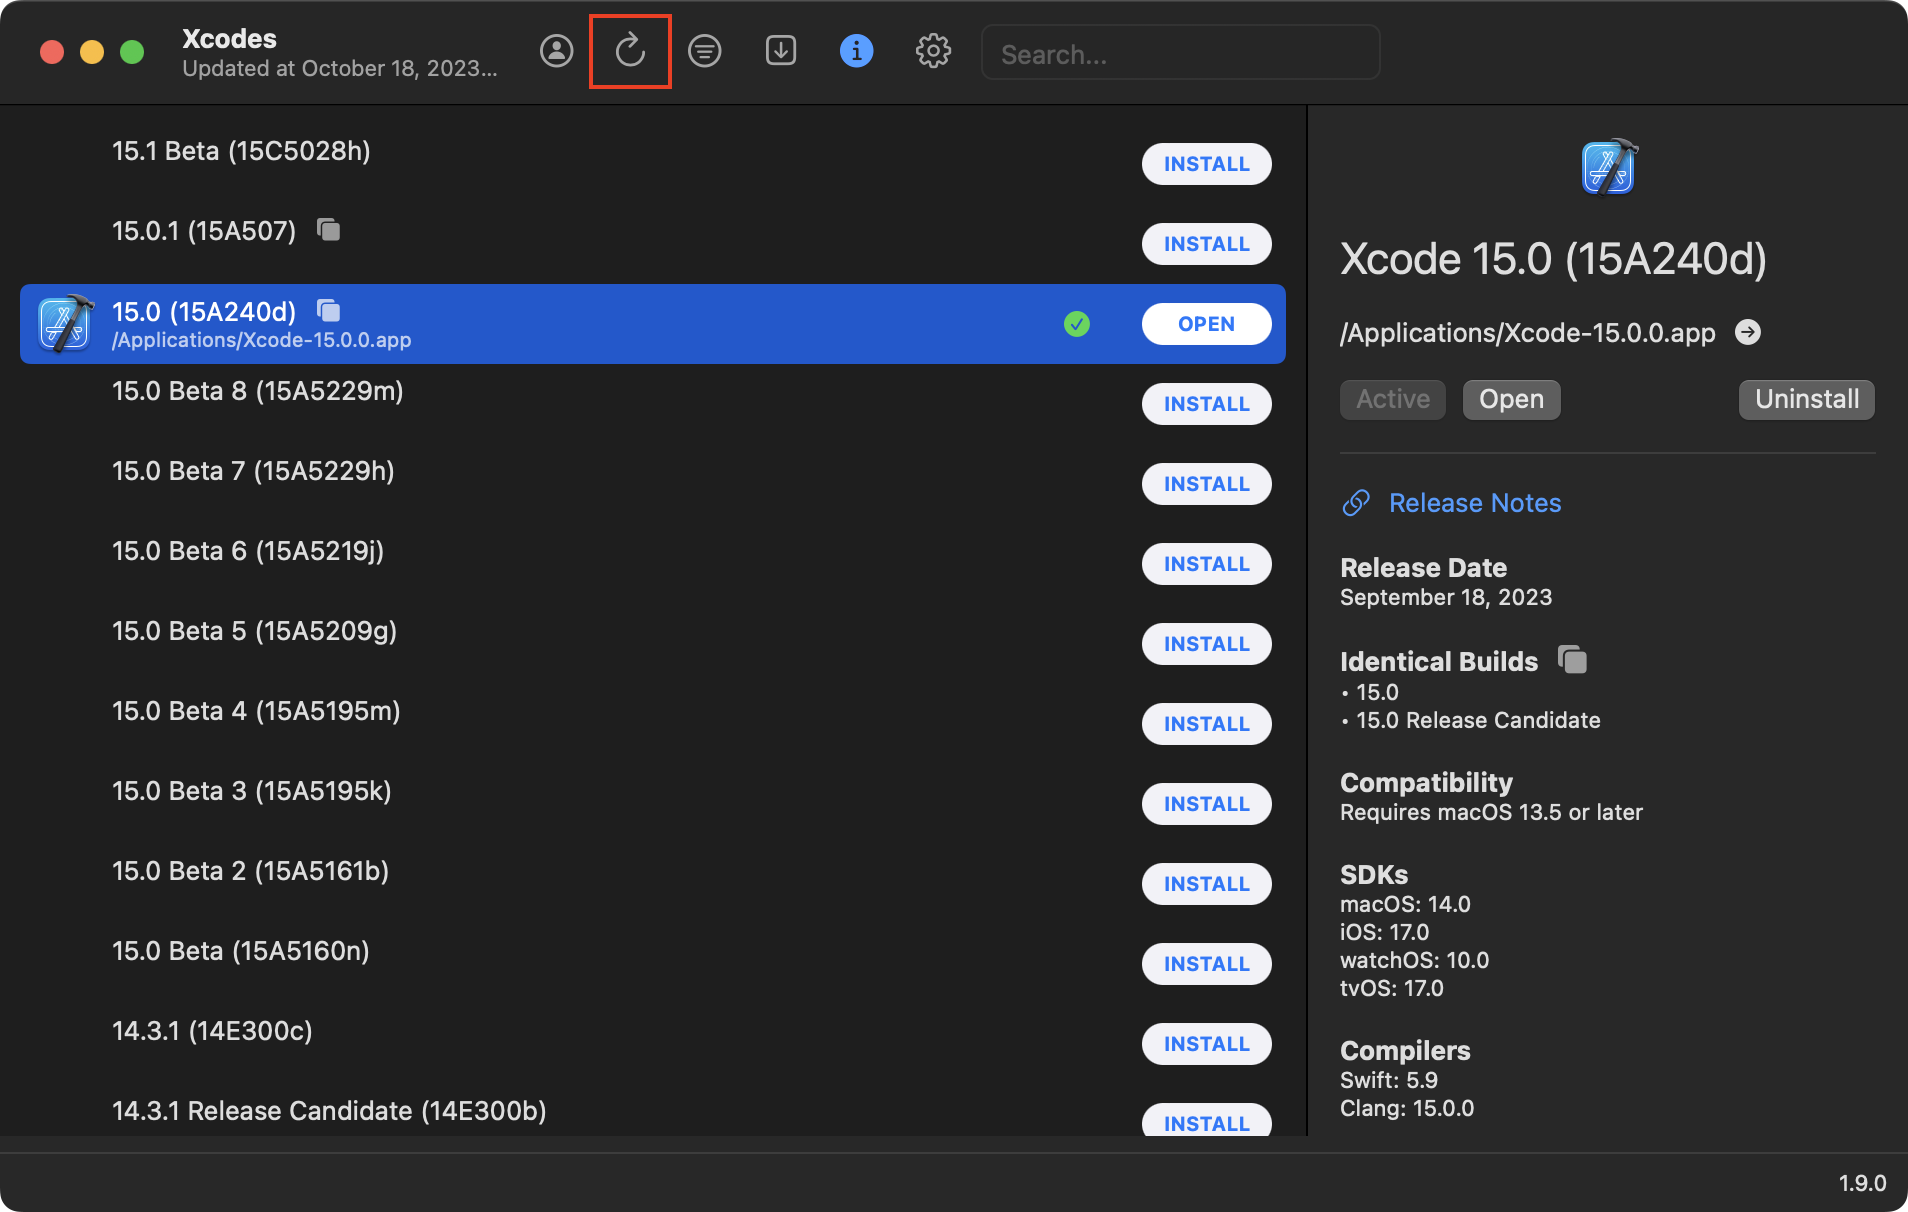 Xcodes
Updated at October 18, 2023...
Search...
15.1 Beta (15C5028h)
INSTALL
15.0.1 (15A507)
INSTALL
15.0 (15A240d)
/Applications/Xcode-15.0.0.app
OPEN
15.0 Beta 8 (15A5229m)
INSTALL
15.0 Beta 7 (15A5229h)
INSTALL
15.0 Beta 6 (15A5219j)
INSTALL
15.0 Beta 5 (15A5209g)
INSTALL
15.0 Beta 4 (15A5195m)
INSTALL
15.0 Beta 3 (15A5195k)
INSTALL
15.0 Beta 2 (15A5161b)
INSTALL
15.0 Beta (15A5160n)
INSTALL
14.3.1 (14E300c)
INSTALL
14.3.1 Release Candidate (14E300b)
INSTALL
Xcode 15.0 (15A240d)
/Applications/Xcode-15.0.0.app
Active Open Uninstall
Release Notes
Release Date
September 18, 2023
Identical Builds
• 15.0
• 15.0 Release Candidate
Compatibility
Requires macOS 13.5 or later
SDKs
macOS: 14.0
iOS: 17.0
watchOS: 10.0
tvOS: 17.0
Compilers
Swift: 5.9
Clang: 15.0.0
1.9.0